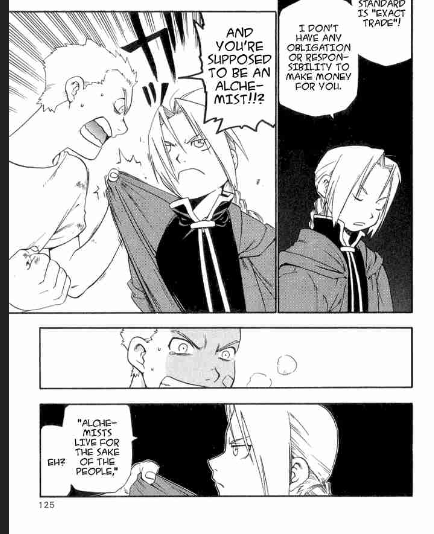 STANDARD
IS "EXACT
TRADE"!
I DON'T
HAVE ANY
OBLIGATION
OR RESPON-
SIBILITY TO
MAKE MONEY
FOR YOU.
AND
YOU'RE
SUPPOSED
TO BE AN
ALCHE-
MIST!!?
"ALCHE-
MISTS
LIVE FOR
THE SAKE
OF THE
PEOPLE,"
EH?
125